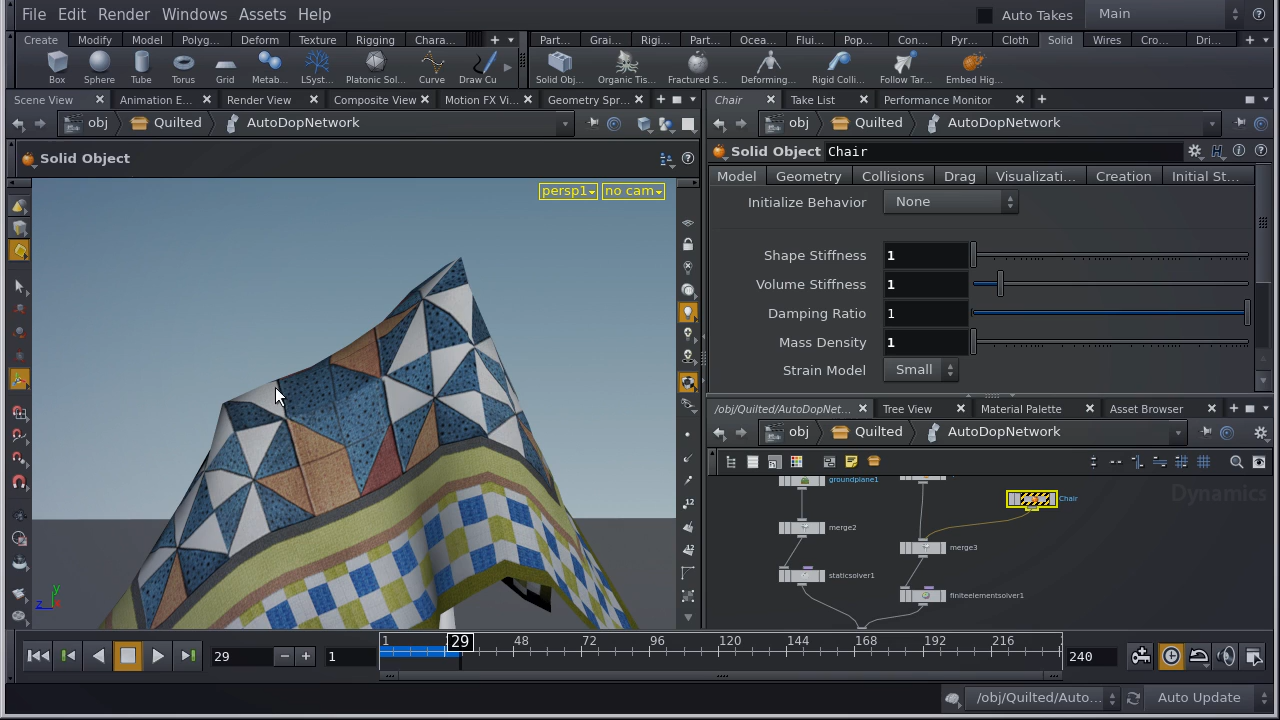 File Edit Render Windows Assets Help Auto Takes Main
Create Modify Model Polyg... Deform Texture Rigging Chara... Part... Grai... Rigi... Part... Ocea... Flui... Pop... Con... Pyr... Cloth Solid Wires Cro... Dri...
Box Sphere Tube Torus Grid Metab... LSyst... Platonic Sol... Curve Draw Cu Solid Obj... Organic Tis... Fractured S... Deforming... Rigid Colli... Follow Tar... Embed Hig...
Scene View Animation E... Render View Composite View Motion FX Vi... Geometry Spr... Chair Take List Performance Monitor
obj Quilted AutoDopNetwork obj Quilted AutoDopNetwork
Solid Object Solid Object Chair
Model Geometry Collisions Drag Visualizati... Creation Initial St...
persp1 no cam
Initialize Behavior None
Shape Stiffness 1
Volume Stiffness 1
Damping Ratio 1
Mass Density 1
Strain Model Small
/obj/Quilted/AutoDopNet... Tree View Material Palette Asset Browser
obj Quilted AutoDopNetwork
Dynamics
groundplane1
Chair
merge2
merge3
staticsolver1
finiteelementsolver1
y
z x
12
12
29 1 1 29 48 72 96 120 144 168 192 216 240
/obj/Quilted/Auto... Auto Update